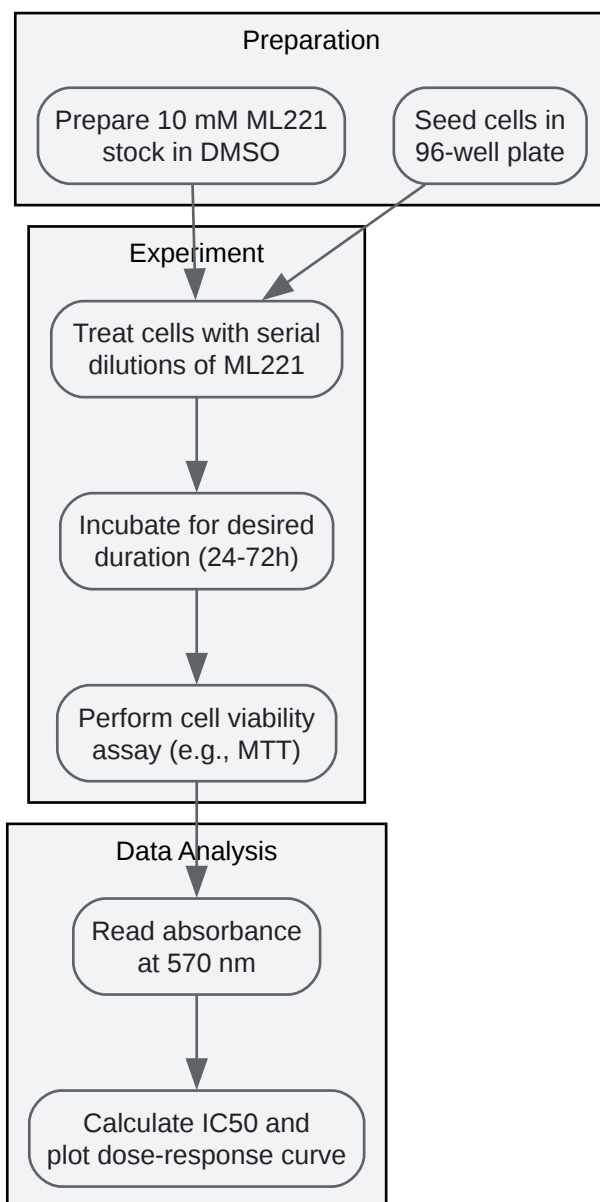 Preparation
Prepare 10 mM ML221
stock in DMSO
Seed cells in
96-well plate
Experiment
Treat cells with serial
dilutions of ML221
Incubate for desired
duration (24-72h)
Perform cell viability
assay (e.g., MTT)
Data Analysis
Read absorbance
at 570 nm
Calculate IC50 and
plot dose-response curve